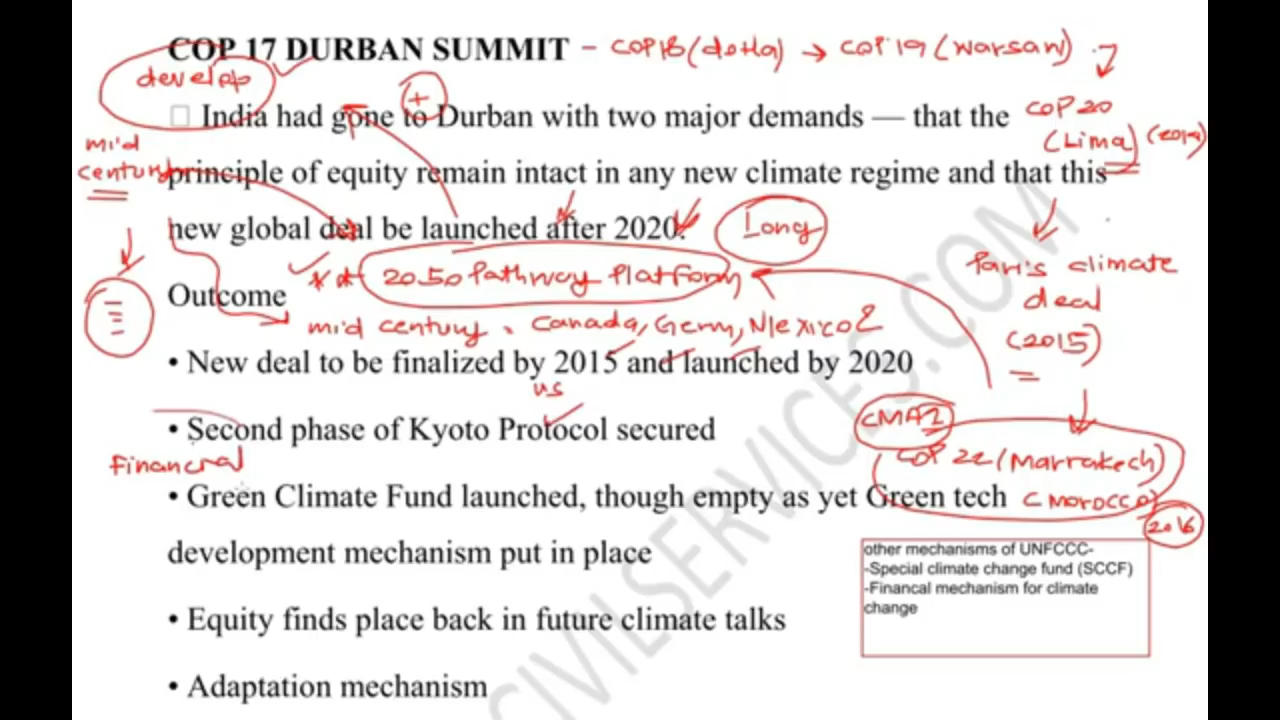 COP 17 DURBAN SUMMIT - COP18 (doHa) → COP 19 (Warsaw)
develop
+
India had gone to Durban with two major demands — that the
COP 20
(Lima)
mid
century
principle of equity remain intact in any new climate regime and that this
new global deal be launched after 2020.
Long
Paris climate
deal
(2015)
2050 Pathway Platform
Outcome
mid century, Canada, Germ, Mexico &
• New deal to be finalized by 2015 and launched by 2020
us
• Second phase of Kyoto Protocol secured
CMA2
COP 22 (Marrakech)
Financial
• Green Climate Fund launched, though empty as yet Green tech
(Morocco)
2016
development mechanism put in place
other mechanisms of UNFCCC-
-Special climate change fund (SCCF)
-Financal mechanism for climate
change
• Equity finds place back in future climate talks
• Adaptation mechanism
CIVILSERVICES.COM